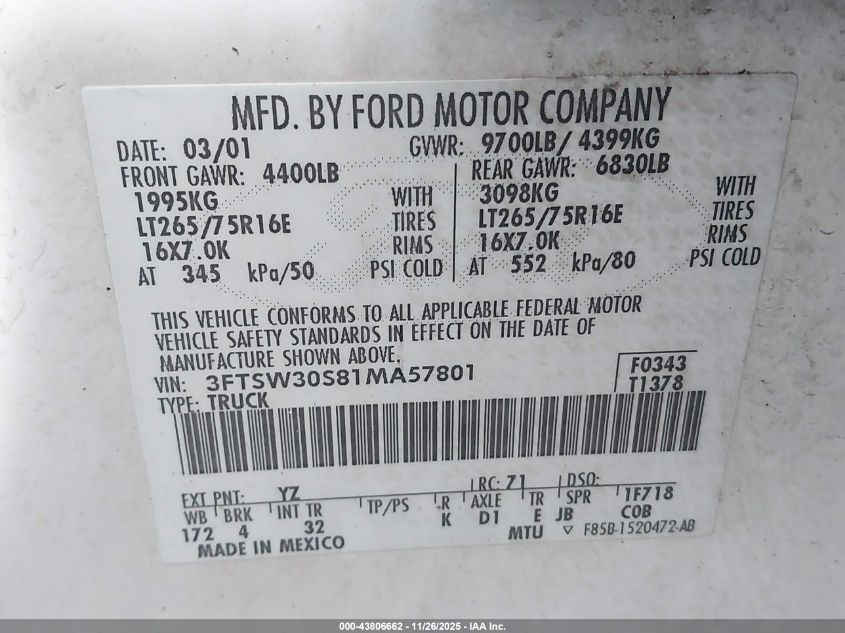 MFD. BY FORD MOTOR COMPANY
DATE: 03/01 GVWR: 9700LB/ 4399KG
FRONT GAWR: 4400LB REAR GAWR: 6830LB
1995KG WITH 3098KG WITH
LT265/75R16E TIRES LT265/75R16E TIRES
16X7.0K RIMS 16X7.0K RIMS
AT 345 kPa/50 PSI COLD AT 552 kPa/80 PSI COLD
THIS VEHICLE CONFORMS TO ALL APPLICABLE FEDERAL MOTOR
VEHICLE SAFETY STANDARDS IN EFFECT ON THE DATE OF
MANUFACTURE SHOWN ABOVE.
VIN: 3FTSW30S81MA57801 F0343
TYPE: TRUCK T1378
EXT PNT: YZ RC: 71 DSO:
WB BRK INT TR TP/PS R AXLE TR SPR 1F718
172 4 32 K D1 E JB COB
MADE IN MEXICO MTU F85B-1520472-AB
000-43806662 - 11/26/2025 - IAA Inc.